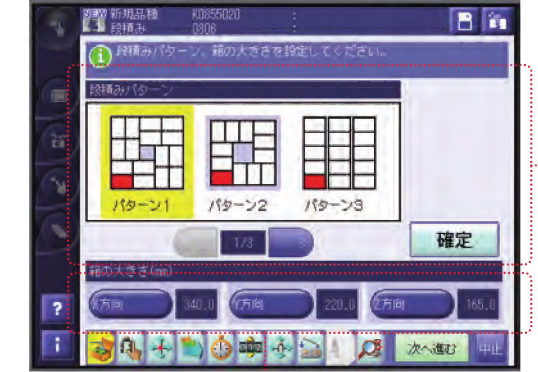 新規品種 K0855020 :
段積み 0306
段積みパターン、箱の大きさを設定してください。
段積みパターン
パターン1 パターン2 パターン3
1/3
確定
箱の大きさ(mm)
X方向 340.0 Y方向 220.0 Z方向 165.0
?
i
次へ進む 中止